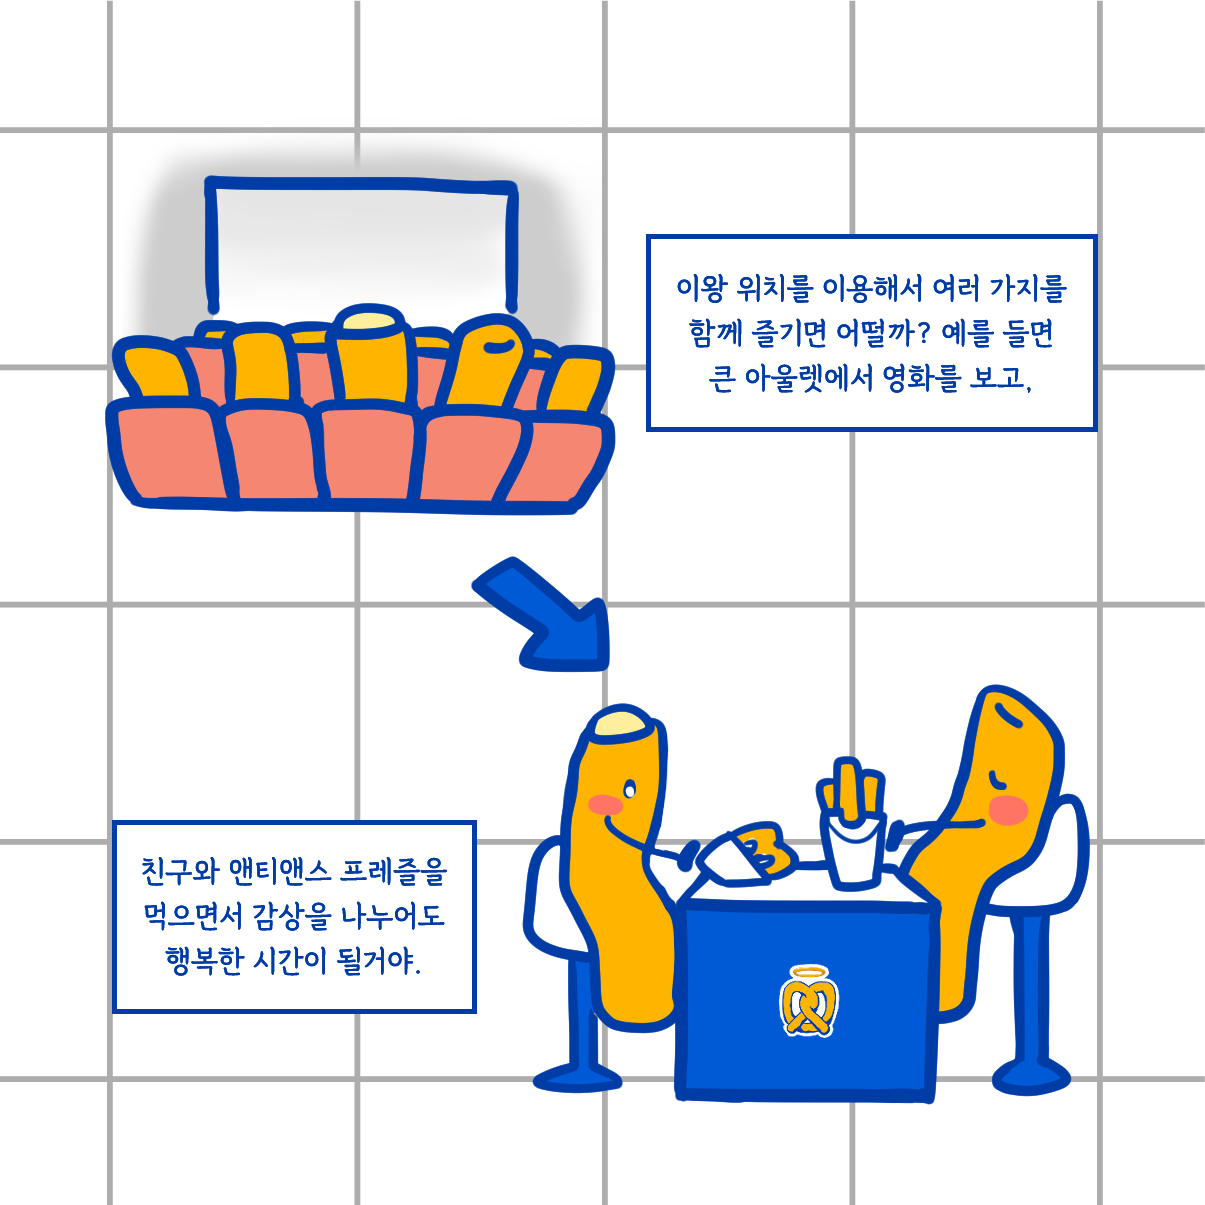 이왕 위치를 이용해서 여러 가지를
함께 즐기면 어떨까? 예를 들면
큰 아울렛에서 영화를 보고,
친구와 앤티앤스 프레즐을
먹으면서 감상을 나누어도
행복한 시간이 될거야.